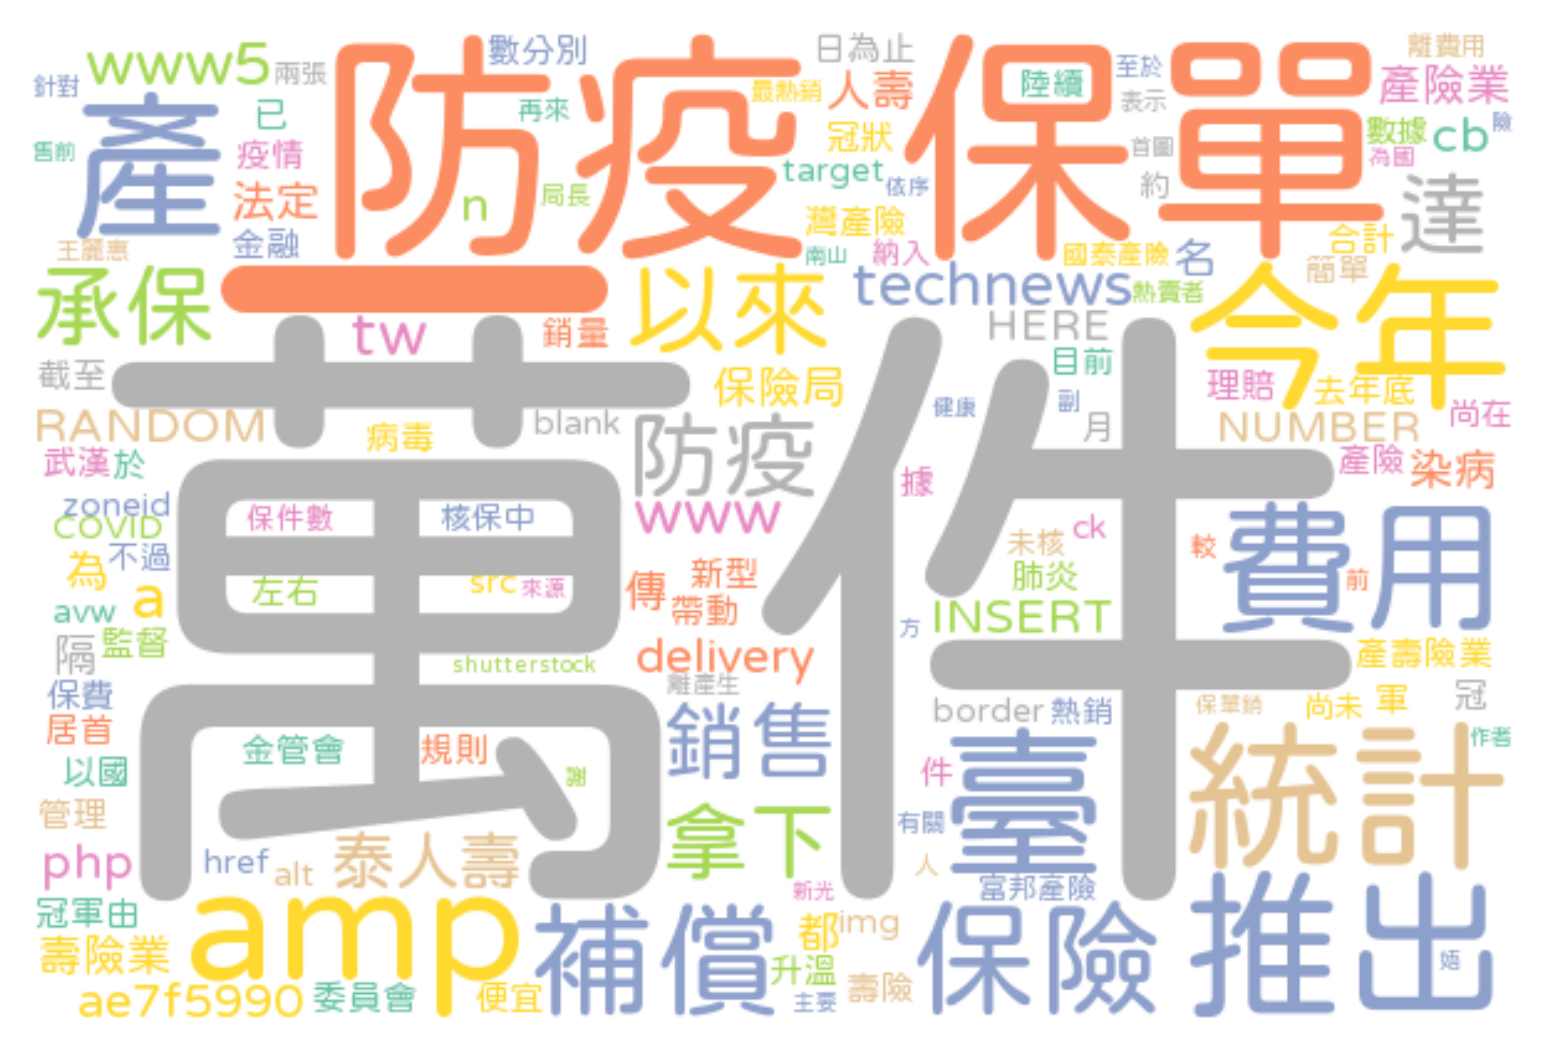 www5
兩張
數分別
日為止
離費用
針對
防疫
保單
至於
產險業
產
已
再來
最熱銷
人壽
陸續
表示
數據
cb
險
售前
疫情
冠狀
首圖
為國
target
依序
約
達
法定
n
局長
灣產險
王麗惠
金融
南山
納入
國泰產險
名
合計
簡單
承保
一
以來
technews
熱賣者
今年
tw
銷量
HERE
截至
萬
件
保險局
目前
理賠
去年底
RANDOM
病毒
blank
防疫
健康
副
月
NUMBER
尚在
武漢
於
據
產險
染病
zoneid
保件數
核保中
www
COVID
ck
費用
為
不過
未核
較
左右
src
來源
傳
新型
肺炎
前
avw
a
帶動
INSERT
隔
監督
方
shutterstock
delivery
產壽險業
離產生
保費
銷售
border
熱銷
保單銷
尚未
軍
冠
居首
金管會
規則
統計
作者
以國
謝
件
臺
管理
拿下
有關
php
href
alt
泰人壽
人
新光
富邦產險
推出
冠軍由
amp
補償
都
img
保險
壽險業
升溫
ae7f5990
委員會
便宜
主要
壽險